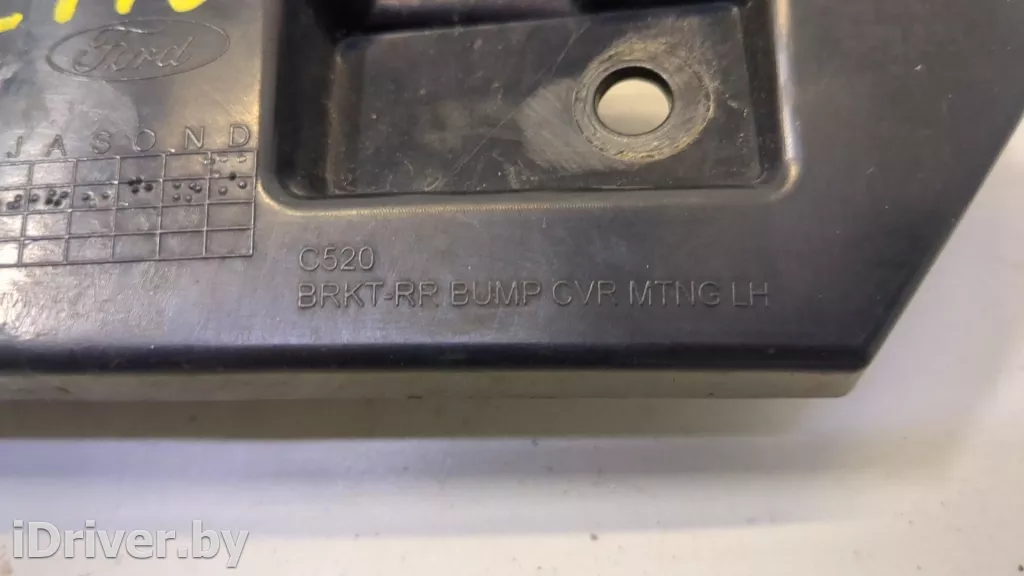 Ford
J A S O N D
C520
BRKT-RR BUMP CVR MTNG LH
iDriver.by